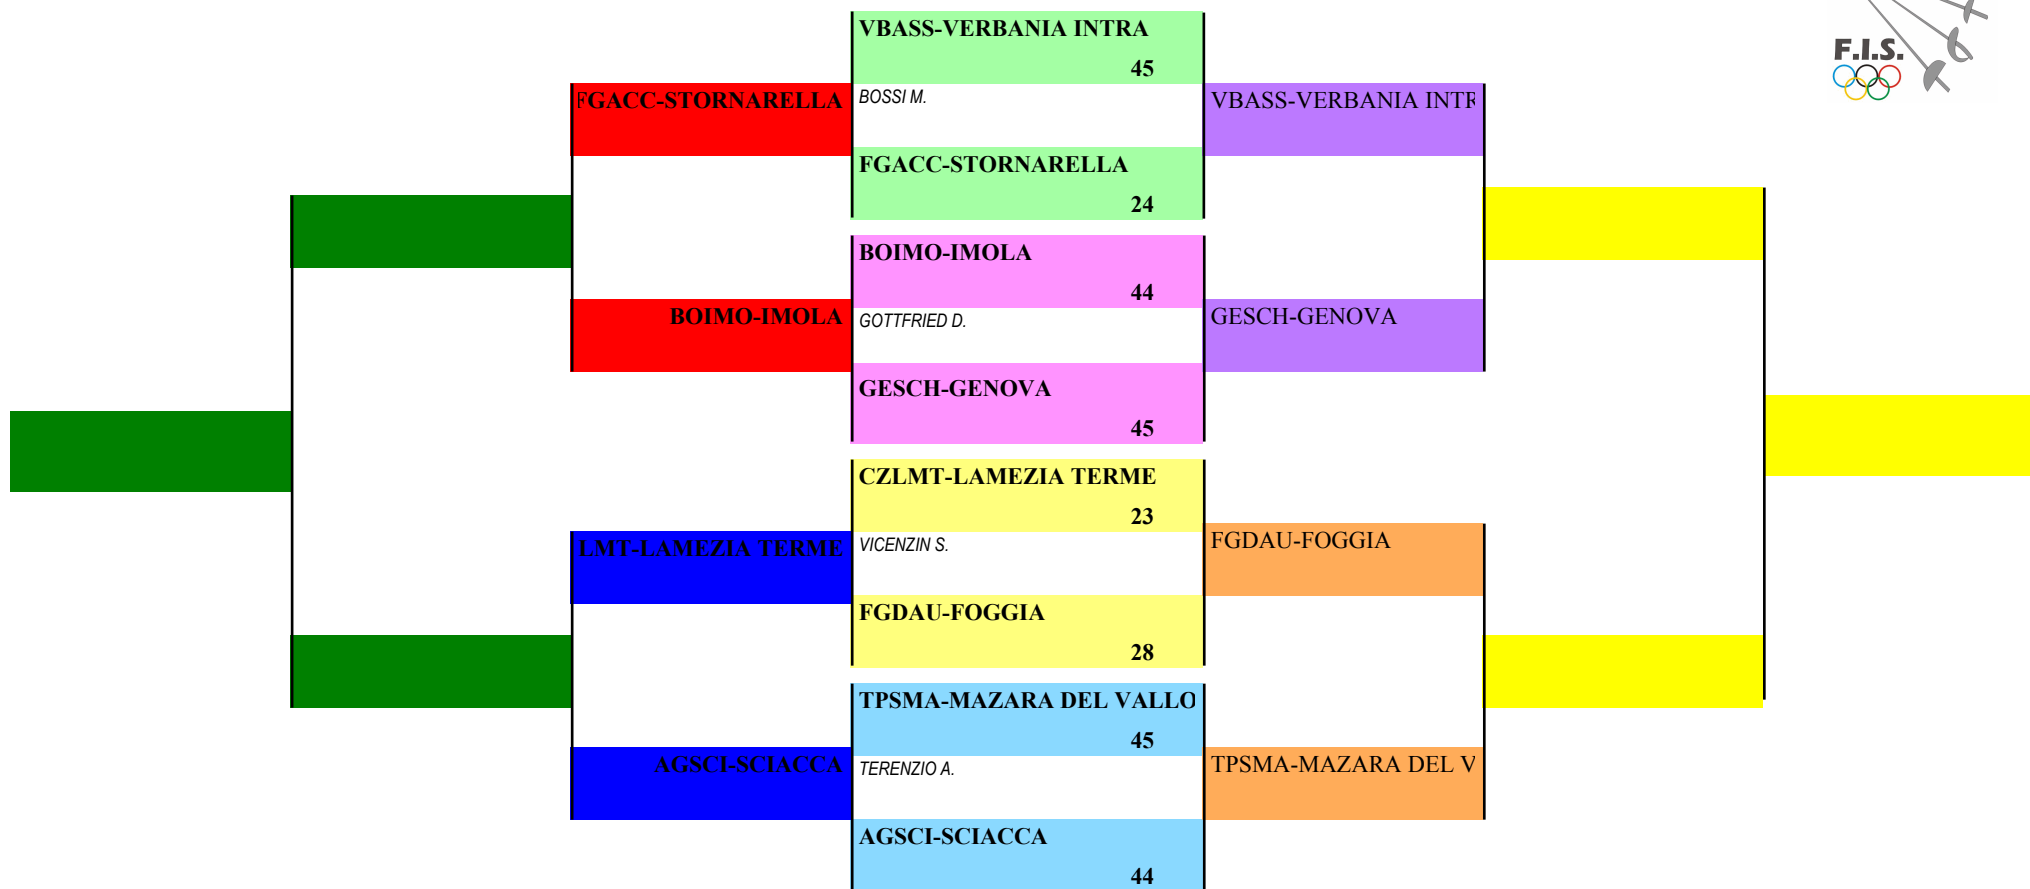 VBASS-VERBANIA INTRA
45
F.I.S.
FGACC-STORNARELLA
BOSSI M.
VBASS-VERBANIA INTR
FGACC-STORNARELLA
24
BOIMO-IMOLA
44
BOIMO-IMOLA
GOTTFRIED D.
GESCH-GENOVA
GESCH-GENOVA
45
CZLMT-LAMEZIA TERME
23
LMT-LAMEZIA TERME
VICENZIN S.
FGDAU-FOGGIA
FGDAU-FOGGIA
28
TPSMA-MAZARA DEL VALLO
45
AGSCI-SCIACCA
TERENZIO A.
TPSMA-MAZARA DEL V
AGSCI-SCIACCA
44